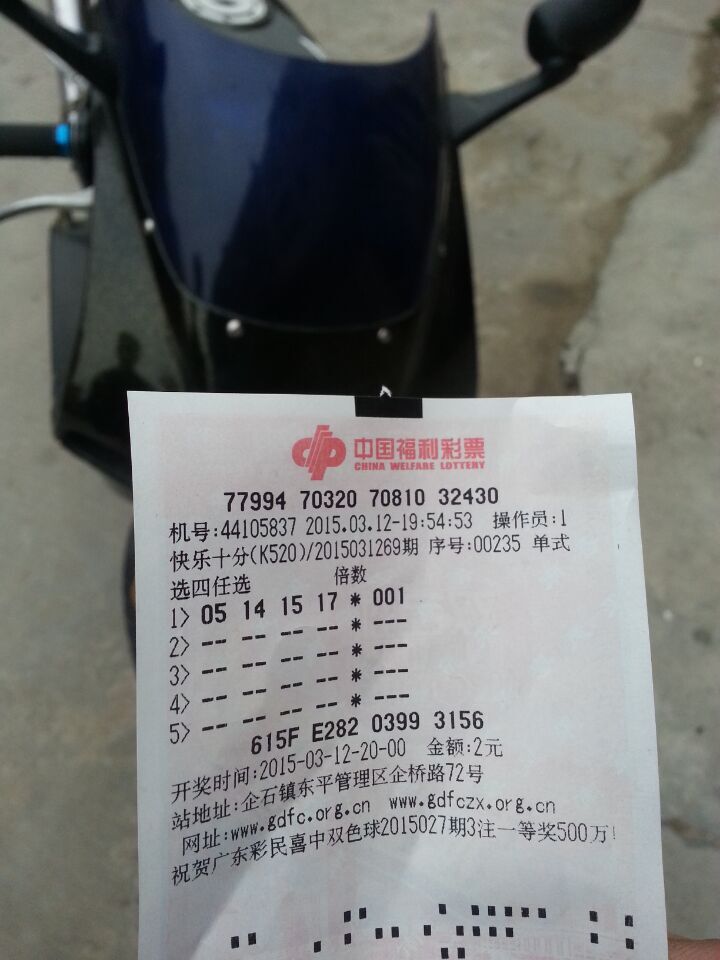 中国福利彩票
CHINA WELFARE LOTTERY
77994 70320 70810 32430
机号:44105837 2015.03.12-19:54:53 操作员:1
快乐十分(K520)/2015031269期 序号:00235 单式
选四任选 倍数
1> 05 14 15 17 * 001
2> -- -- -- -- * ---
3> -- -- -- -- * ---
4> -- -- -- -- * ---
5> -- -- -- -- * ---
615F E282 0399 3156
开奖时间:2015-03-12-20-00 金额:2元
站地址:企石镇东平管理区企桥路72号
网址:www.gdfc.org.cn www.gdfczx.org.cn
祝贺广东彩民喜中双色球2015027期3注一等奖500万!